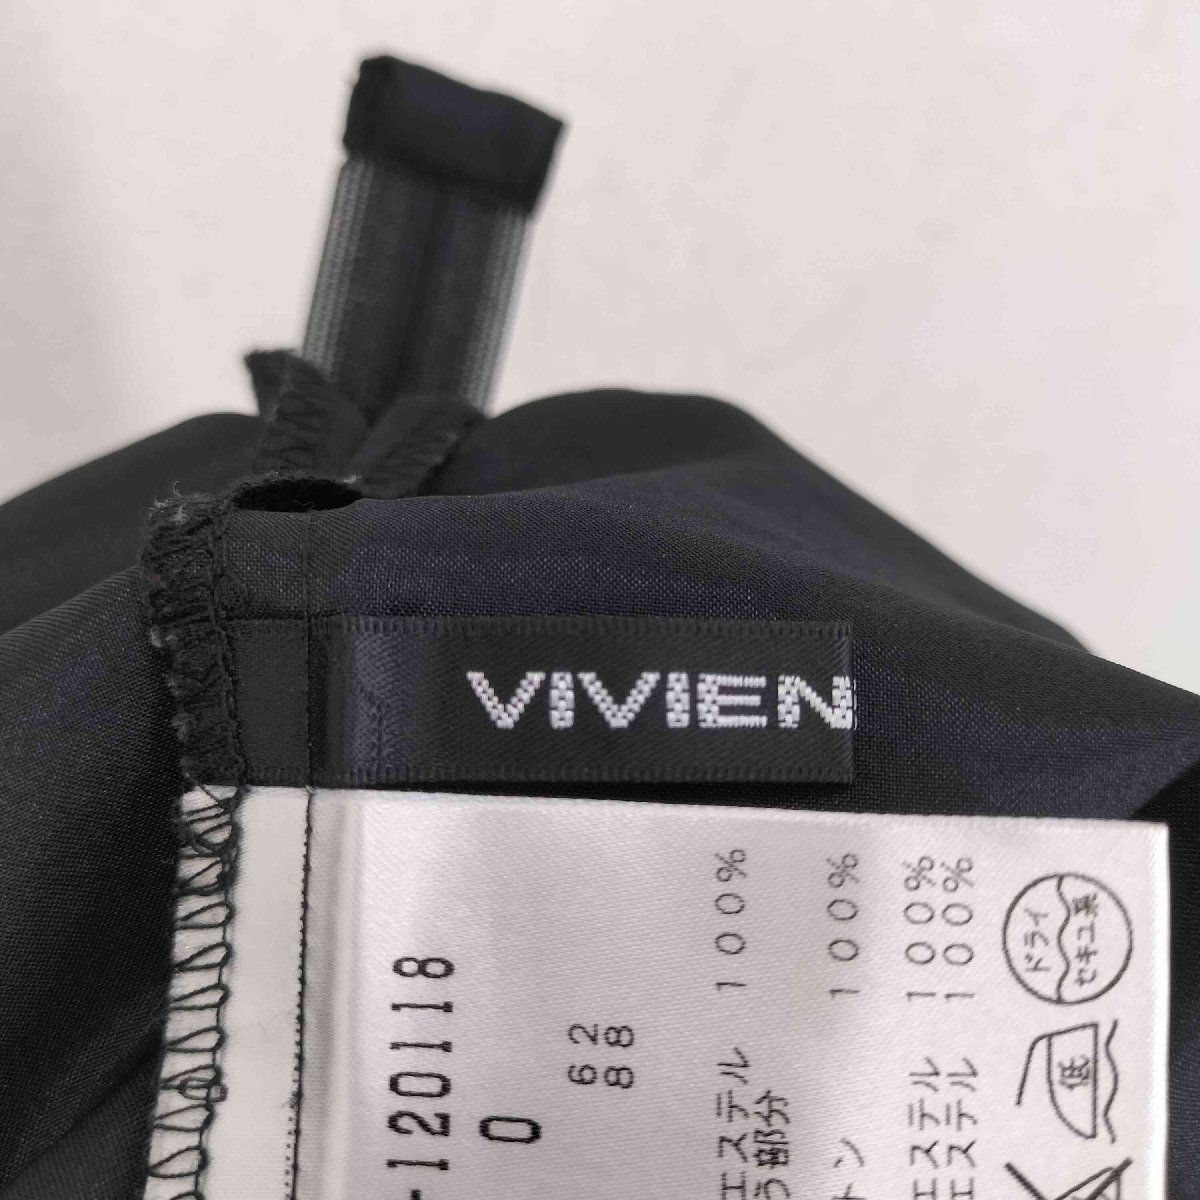 VIVIEN
-120118
0
62
88
エステル 100%
部分
トン 100%
エステル 100%
エステル 100%
ドライ
セキユ系
低